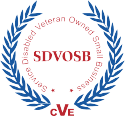 Service Disabled Veteran Owned Small Business
SDVOSB
CVE